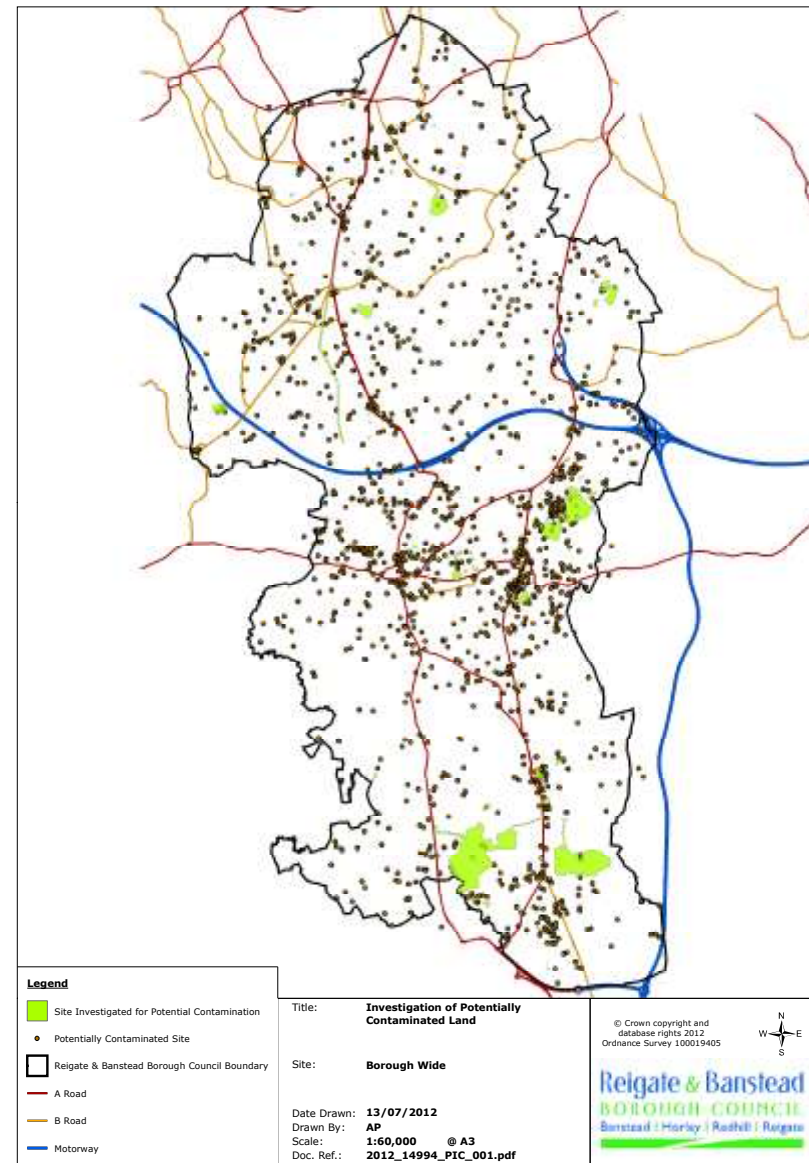 Legend
Site Investigated for Potential Contamination
Potentially Contaminated Site
Reigate & Banstead Borough Council Boundary
A Road
B Road
Motorway
Title: Investigation of Potentially
Contaminated Land
Site: Borough Wide
Date Drawn: 13/07/2012
Drawn By: AP
Scale: 1:60,000 @ A3
Doc. Ref.: 2012_14994_PIC_001.pdf
© Crown copyright and
database rights 2012
Ordnance Survey 100019405
N
W E
S
Reigate & Banstead
BOROUGH COUNCIL
Banstead | Horley | Redhill | Reigate